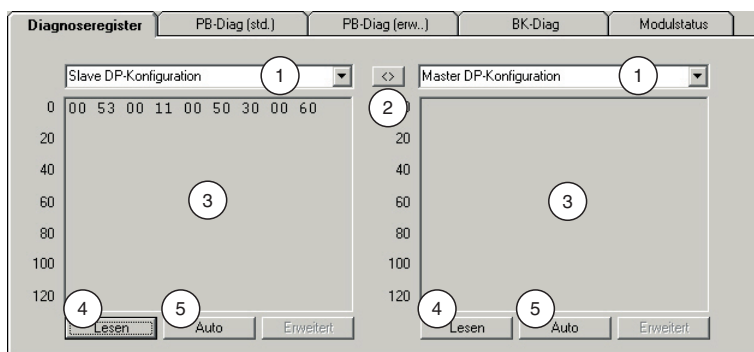 Diagnoseregister PB-Diag (std.) PB-Diag (erw..) BK-Diag Modulstatus
Slave DP-Konfiguration 1 <> Master DP-Konfiguration 1
2
0 00 53 00 11 00 50 30 00 60
20 20
40 40
60 3 60 3
80 80
100 100
120 120
4 5 4 5
Lesen Auto Erweitert Lesen Auto Erweitert